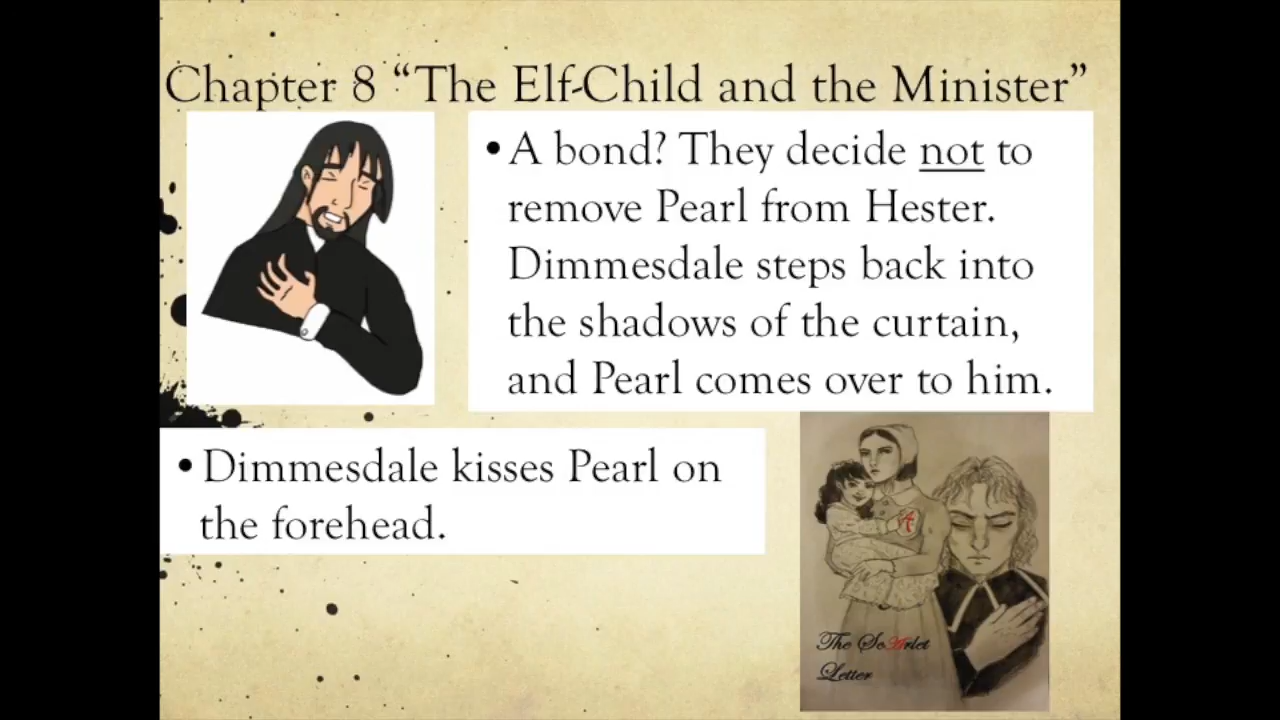 Chapter 8 “The Elf-Child and the Minister”
• A bond? They decide not to
remove Pearl from Hester.
Dimmesdale steps back into
the shadows of the curtain,
and Pearl comes over to him.
• Dimmesdale kisses Pearl on
the forehead.
A
The ScArlet
Letter